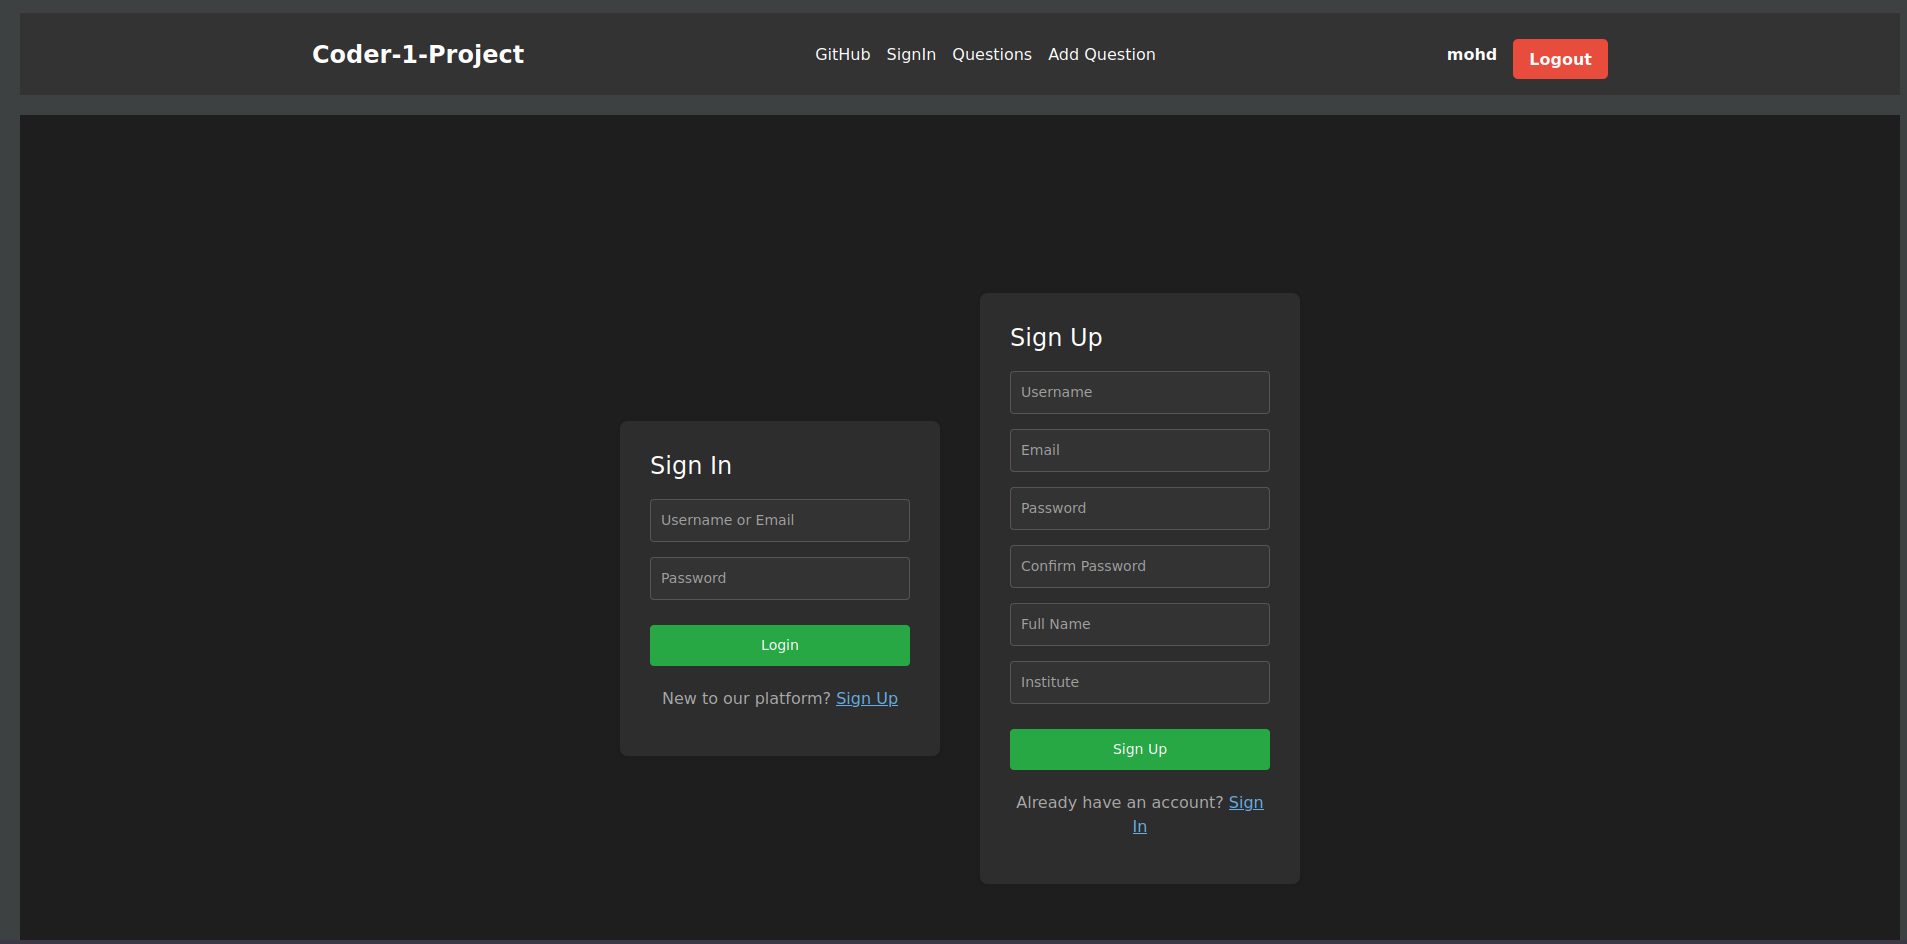 Coder-1-Project
GitHub SignIn Questions Add Question
mohd Logout
Sign In
Username or Email
Password
Login
New to our platform? Sign Up
Sign Up
Username
Email
Password
Confirm Password
Full Name
Institute
Sign Up
Already have an account? Sign
In